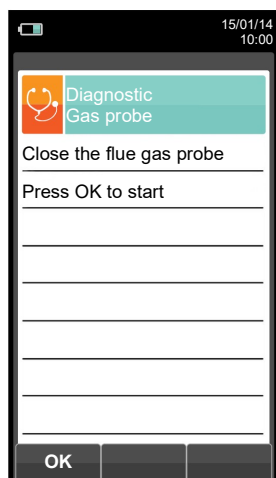 15/01/14
10:00
Diagnostic
Gas probe
Close the flue gas probe
Press OK to start
OK